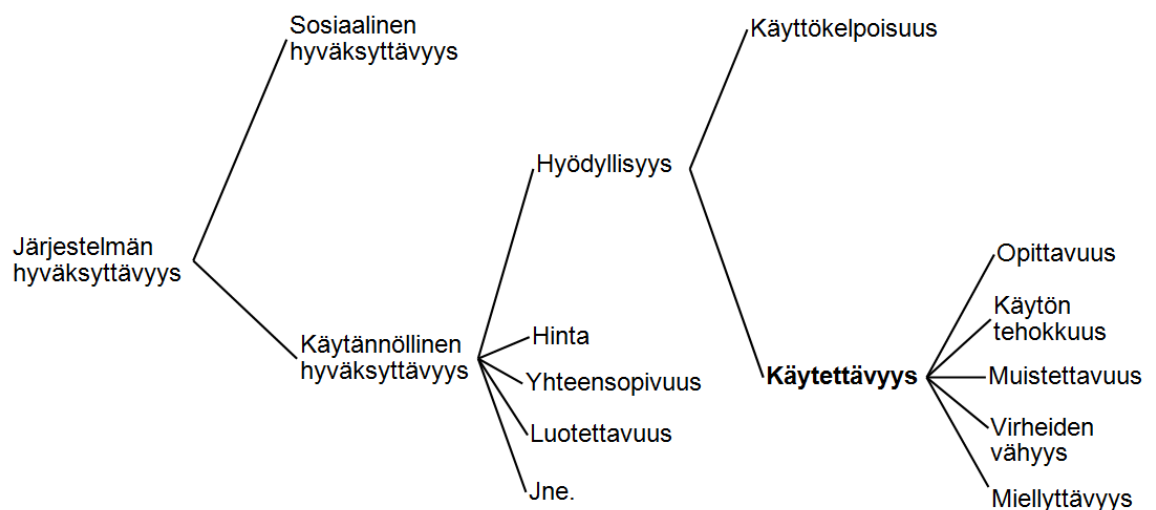 Sosiaalinen
hyväksyttävyys
Käyttökelpoisuus
Hyödyllisyys
Järjestelmän
hyväksyttävyys
Opittavuus
Käytön
tehokkuus
Käytännöllinen
hyväksyttävyys
Hinta
Yhteensopivuus
Luotettavuus
Jne.
Käytettävyys
Muistettavuus
Virheiden
vähyys
Miellyttävyys